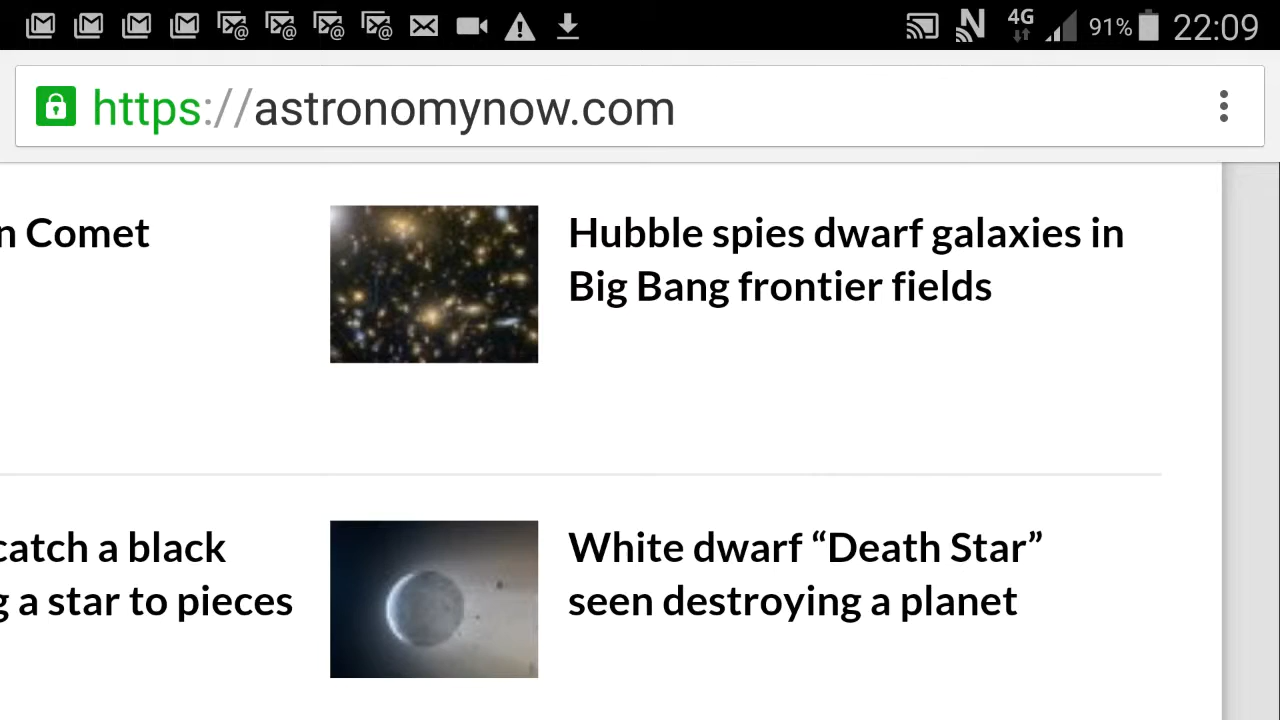 4G 91% 22:09
https://astronomynow.com
n Comet
Hubble spies dwarf galaxies in
Big Bang frontier fields
catch a black
g a star to pieces
White dwarf “Death Star”
seen destroying a planet